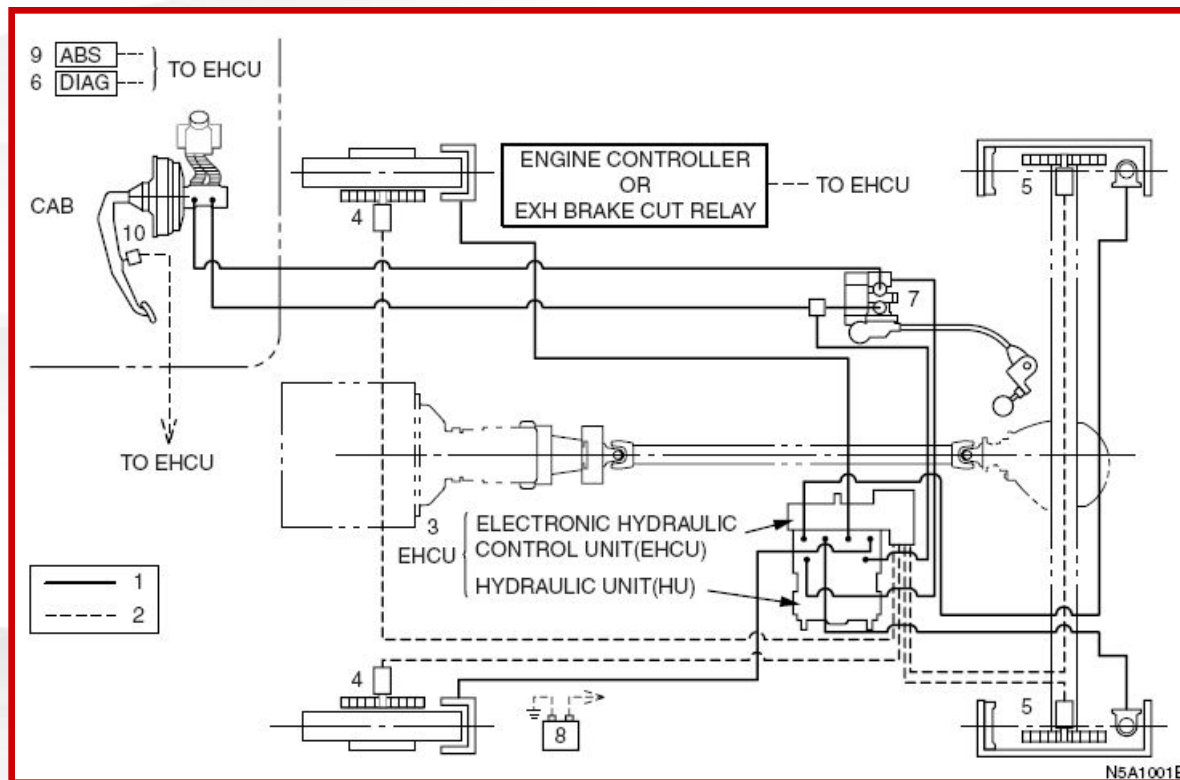 9 ABS
6 DIAG
TO EHCU
CAB
10
TO EHCU
4
ENGINE CONTROLLER
OR
EXH BRAKE CUT RELAY
TO EHCU
5
7
3
EHCU
ELECTRONIC HYDRAULIC
CONTROL UNIT(EHCU)
HYDRAULIC UNIT(HU)
1
2
4
8
5
N5A1001E